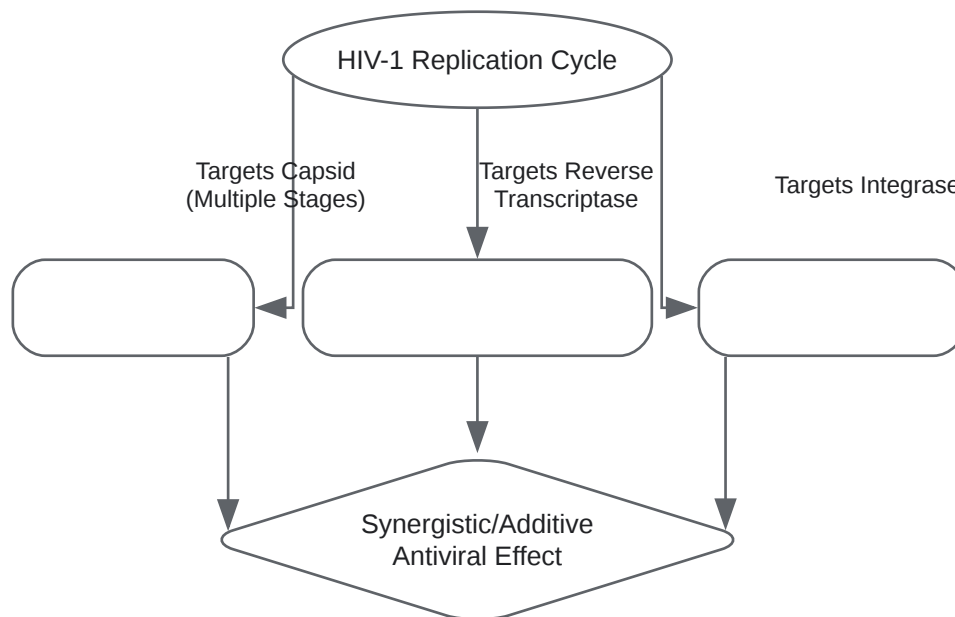 HIV-1 Replication Cycle
Targets Capsid
(Multiple Stages)
Targets Reverse
Transcriptase
Targets Integrase
Synergistic/Additive
Antiviral Effect